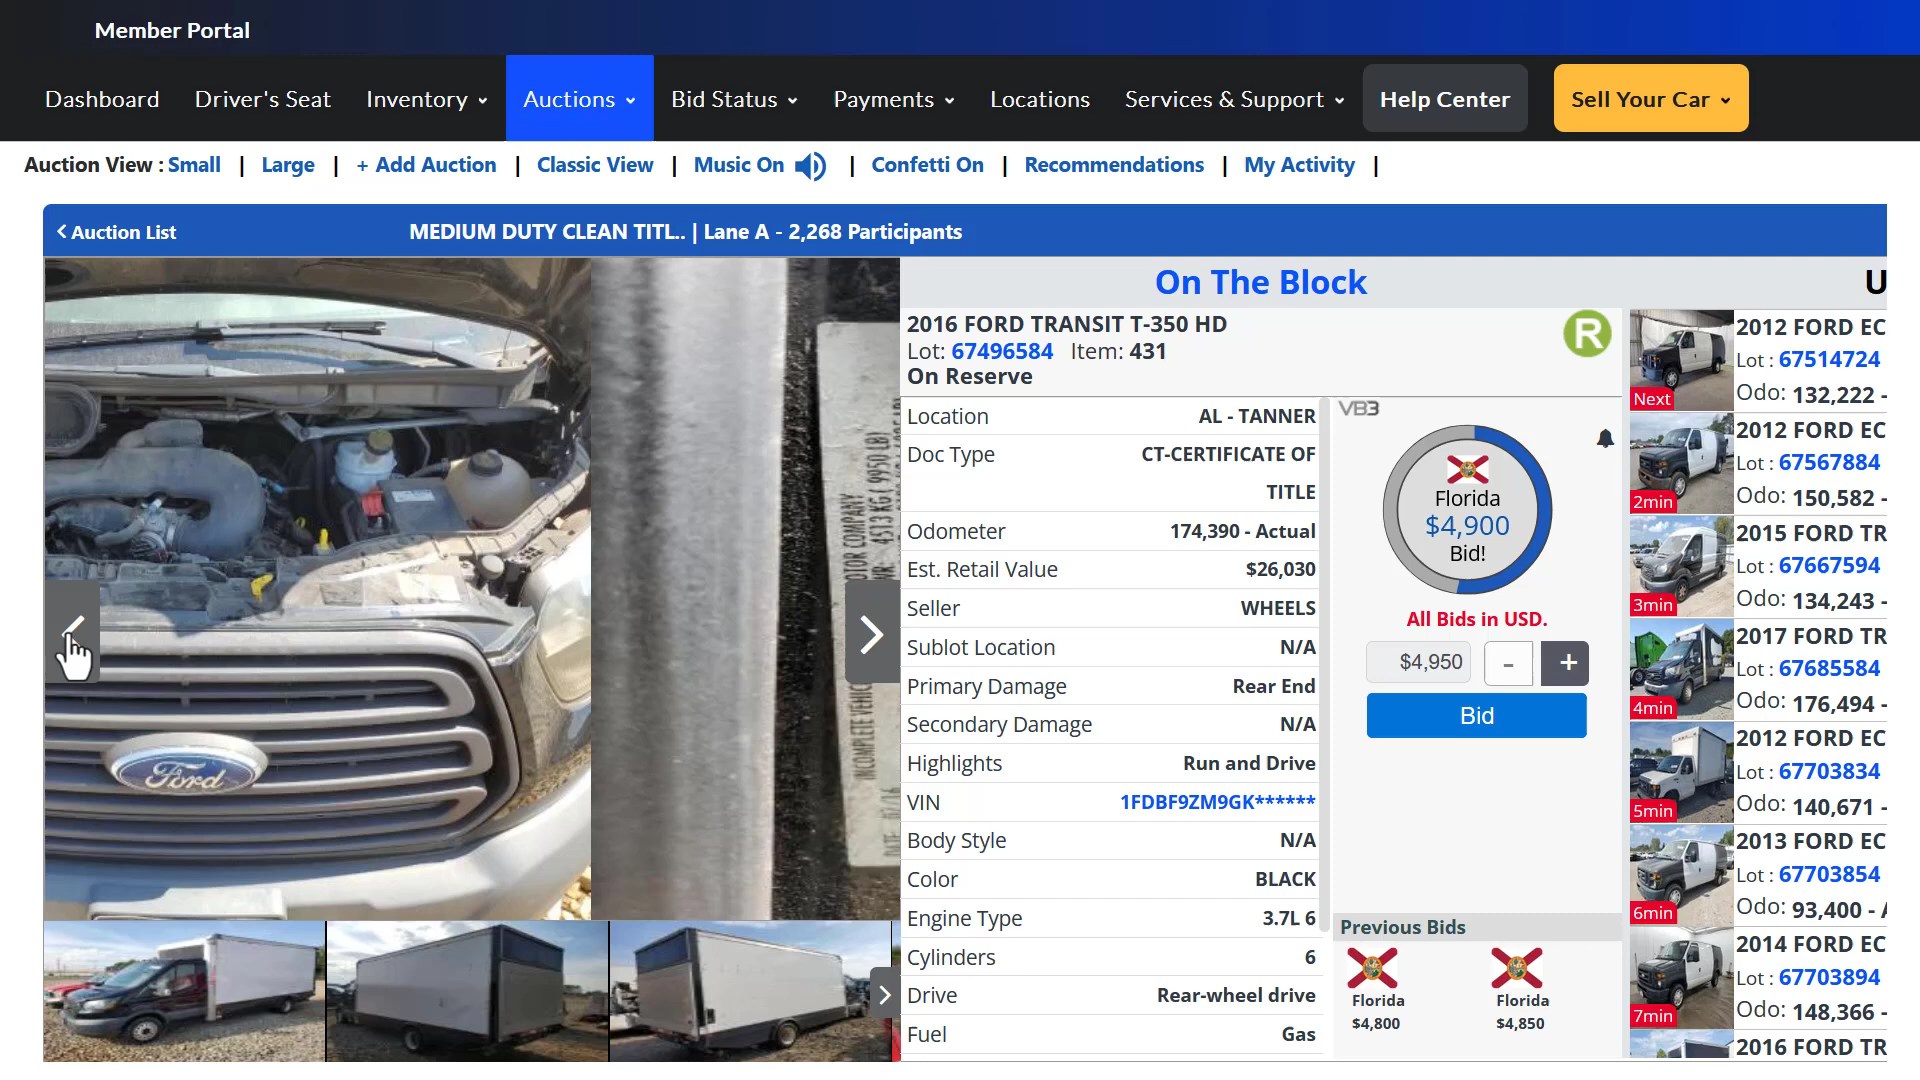 Member Portal
Dashboard Driver's Seat Inventory Auctions Bid Status Payments Locations Services & Support Help Center Sell Your Car
Auction View : Small | Large | + Add Auction | Classic View | Music On | Confetti On | Recommendations | My Activity |
Auction List MEDIUM DUTY CLEAN TITL.. | Lane A - 2,268 Participants
On The Block
2016 FORD TRANSIT T-350 HD
Lot: 67496584 Item: 431
On Reserve
R
Location AL - TANNER
Doc Type CT-CERTIFICATE OF
TITLE
Odometer 174,390 - Actual
Est. Retail Value $26,030
Seller WHEELS
Sublot Location N/A
Primary Damage Rear End
Secondary Damage N/A
Highlights Run and Drive
VIN 1FDBF9ZM9GK******
Body Style N/A
Color BLACK
Engine Type 3.7L 6
Cylinders 6
Drive Rear-wheel drive
Fuel Gas
VB3
Florida
$4,900
Bid!
All Bids in USD.
$4,950 - +
Bid
Previous Bids
Florida
$4,800
Florida
$4,850
U
2012 FORD EC
Lot : 67514724
Odo: 132,222 -
Next
2012 FORD EC
Lot : 67567884
Odo: 150,582 -
2min
2015 FORD TR
Lot : 67667594
Odo: 134,243 -
3min
2017 FORD TR
Lot : 67685584
Odo: 176,494 -
4min
2012 FORD EC
Lot : 67703834
Odo: 140,671 -
5min
2013 FORD EC
Lot : 67703854
Odo: 93,400 - A
6min
2014 FORD EC
Lot : 67703894
Odo: 148,366 -
7min
2016 FORD TR
Ford
OTOR COMPANY
4513 KG ( 9950 LB)
INCOMPLETE VEHIC